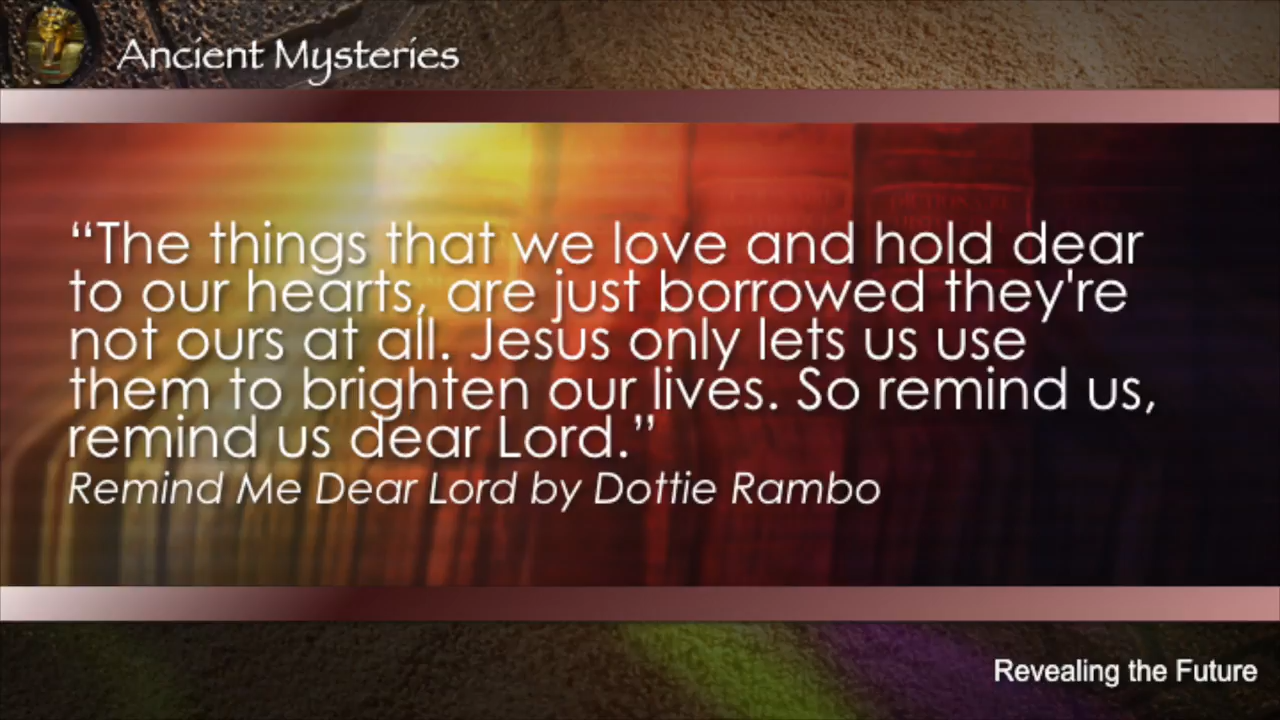 Ancient Mysteries
“The things that we love and hold dear
to our hearts, are just borrowed they're
not ours at all. Jesus only lets us use
them to brighten our lives. So remind us,
remind us dear Lord.”
Remind Me Dear Lord by Dottie Rambo
Revealing the Future